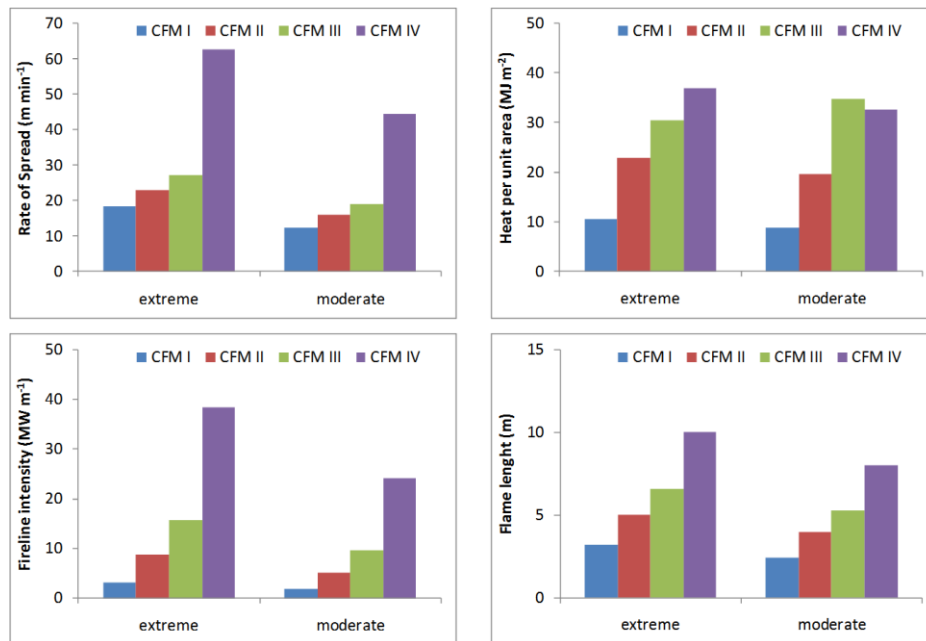 CFM I CFM II CFM III CFM IV
Rate of Spread (m min⁻¹)
70
60
50
40
30
20
10
0
extreme moderate
CFM I CFM II CFM III CFM IV
Heat per unit area (MJ m⁻²)
50
40
30
20
10
0
extreme moderate
CFM I CFM II CFM III CFM IV
Fireline intensity (MW m⁻¹)
50
40
30
20
10
0
extreme moderate
CFM I CFM II CFM III CFM IV
Flame lenght (m)
15
10
5
0
extreme moderate